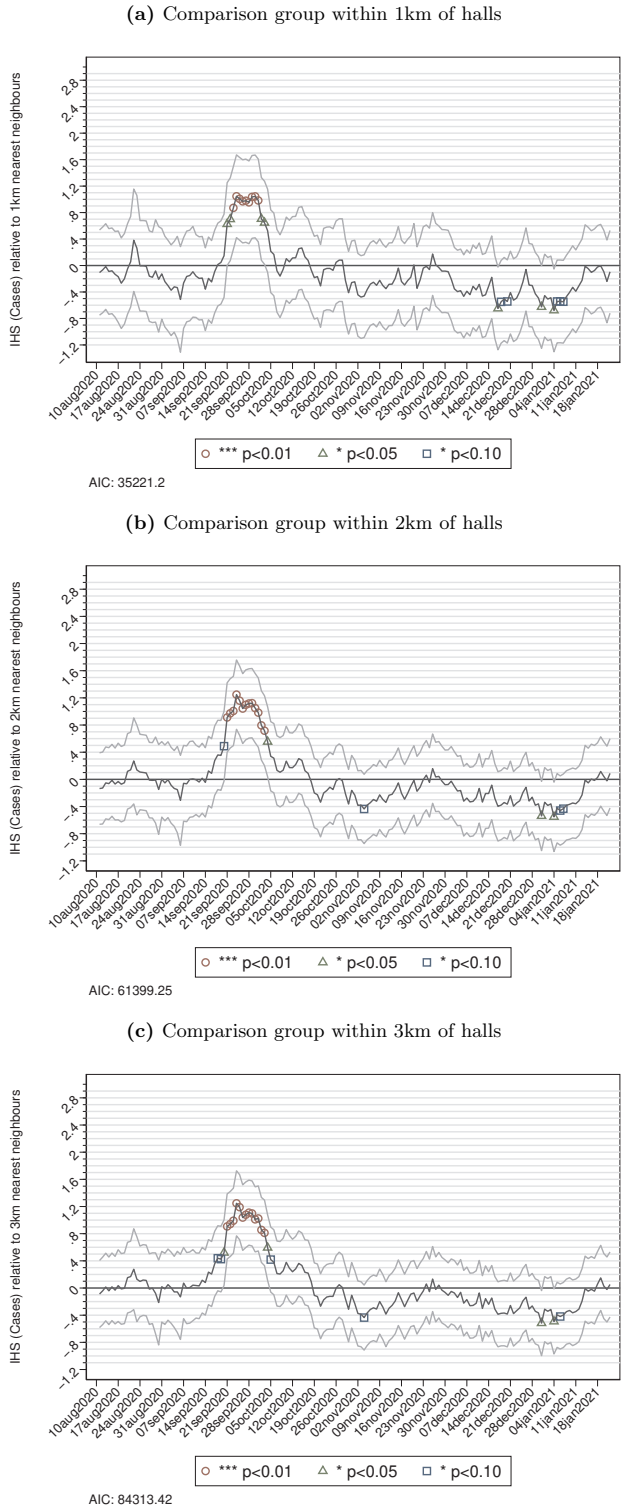 (a) Comparison group within 1km of halls
IHS (Cases) relative to 1km nearest neighbours
2.8
2.4
2
1.6
1.2
.8
.4
0
-.4
-.8
-1.2
10aug2020
17aug2020
24aug2020
31aug2020
07sep2020
14sep2020
21sep2020
28sep2020
05oct2020
12oct2020
19oct2020
26oct2020
02nov2020
09nov2020
16nov2020
23nov2020
30nov2020
07dec2020
14dec2020
21dec2020
28dec2020
04jan2021
11jan2021
18jan2021
*** p<0.01 * p<0.05 * p<0.10
AIC: 35221.2
(b) Comparison group within 2km of halls
IHS (Cases) relative to 2km nearest neighbours
2.8
2.4
2
1.6
1.2
.8
.4
0
-.4
-.8
-1.2
10aug2020
17aug2020
24aug2020
31aug2020
07sep2020
14sep2020
21sep2020
28sep2020
05oct2020
12oct2020
19oct2020
26oct2020
02nov2020
09nov2020
16nov2020
23nov2020
30nov2020
07dec2020
14dec2020
21dec2020
28dec2020
04jan2021
11jan2021
18jan2021
*** p<0.01 * p<0.05 * p<0.10
AIC: 61399.25
(c) Comparison group within 3km of halls
IHS (Cases) relative to 3km nearest neighbours
2.8
2.4
2
1.6
1.2
.8
.4
0
-.4
-.8
-1.2
10aug2020
17aug2020
24aug2020
31aug2020
07sep2020
14sep2020
21sep2020
28sep2020
05oct2020
12oct2020
19oct2020
26oct2020
02nov2020
09nov2020
16nov2020
23nov2020
30nov2020
07dec2020
14dec2020
21dec2020
28dec2020
04jan2021
11jan2021
18jan2021
*** p<0.01 * p<0.05 * p<0.10
AIC: 84313.42